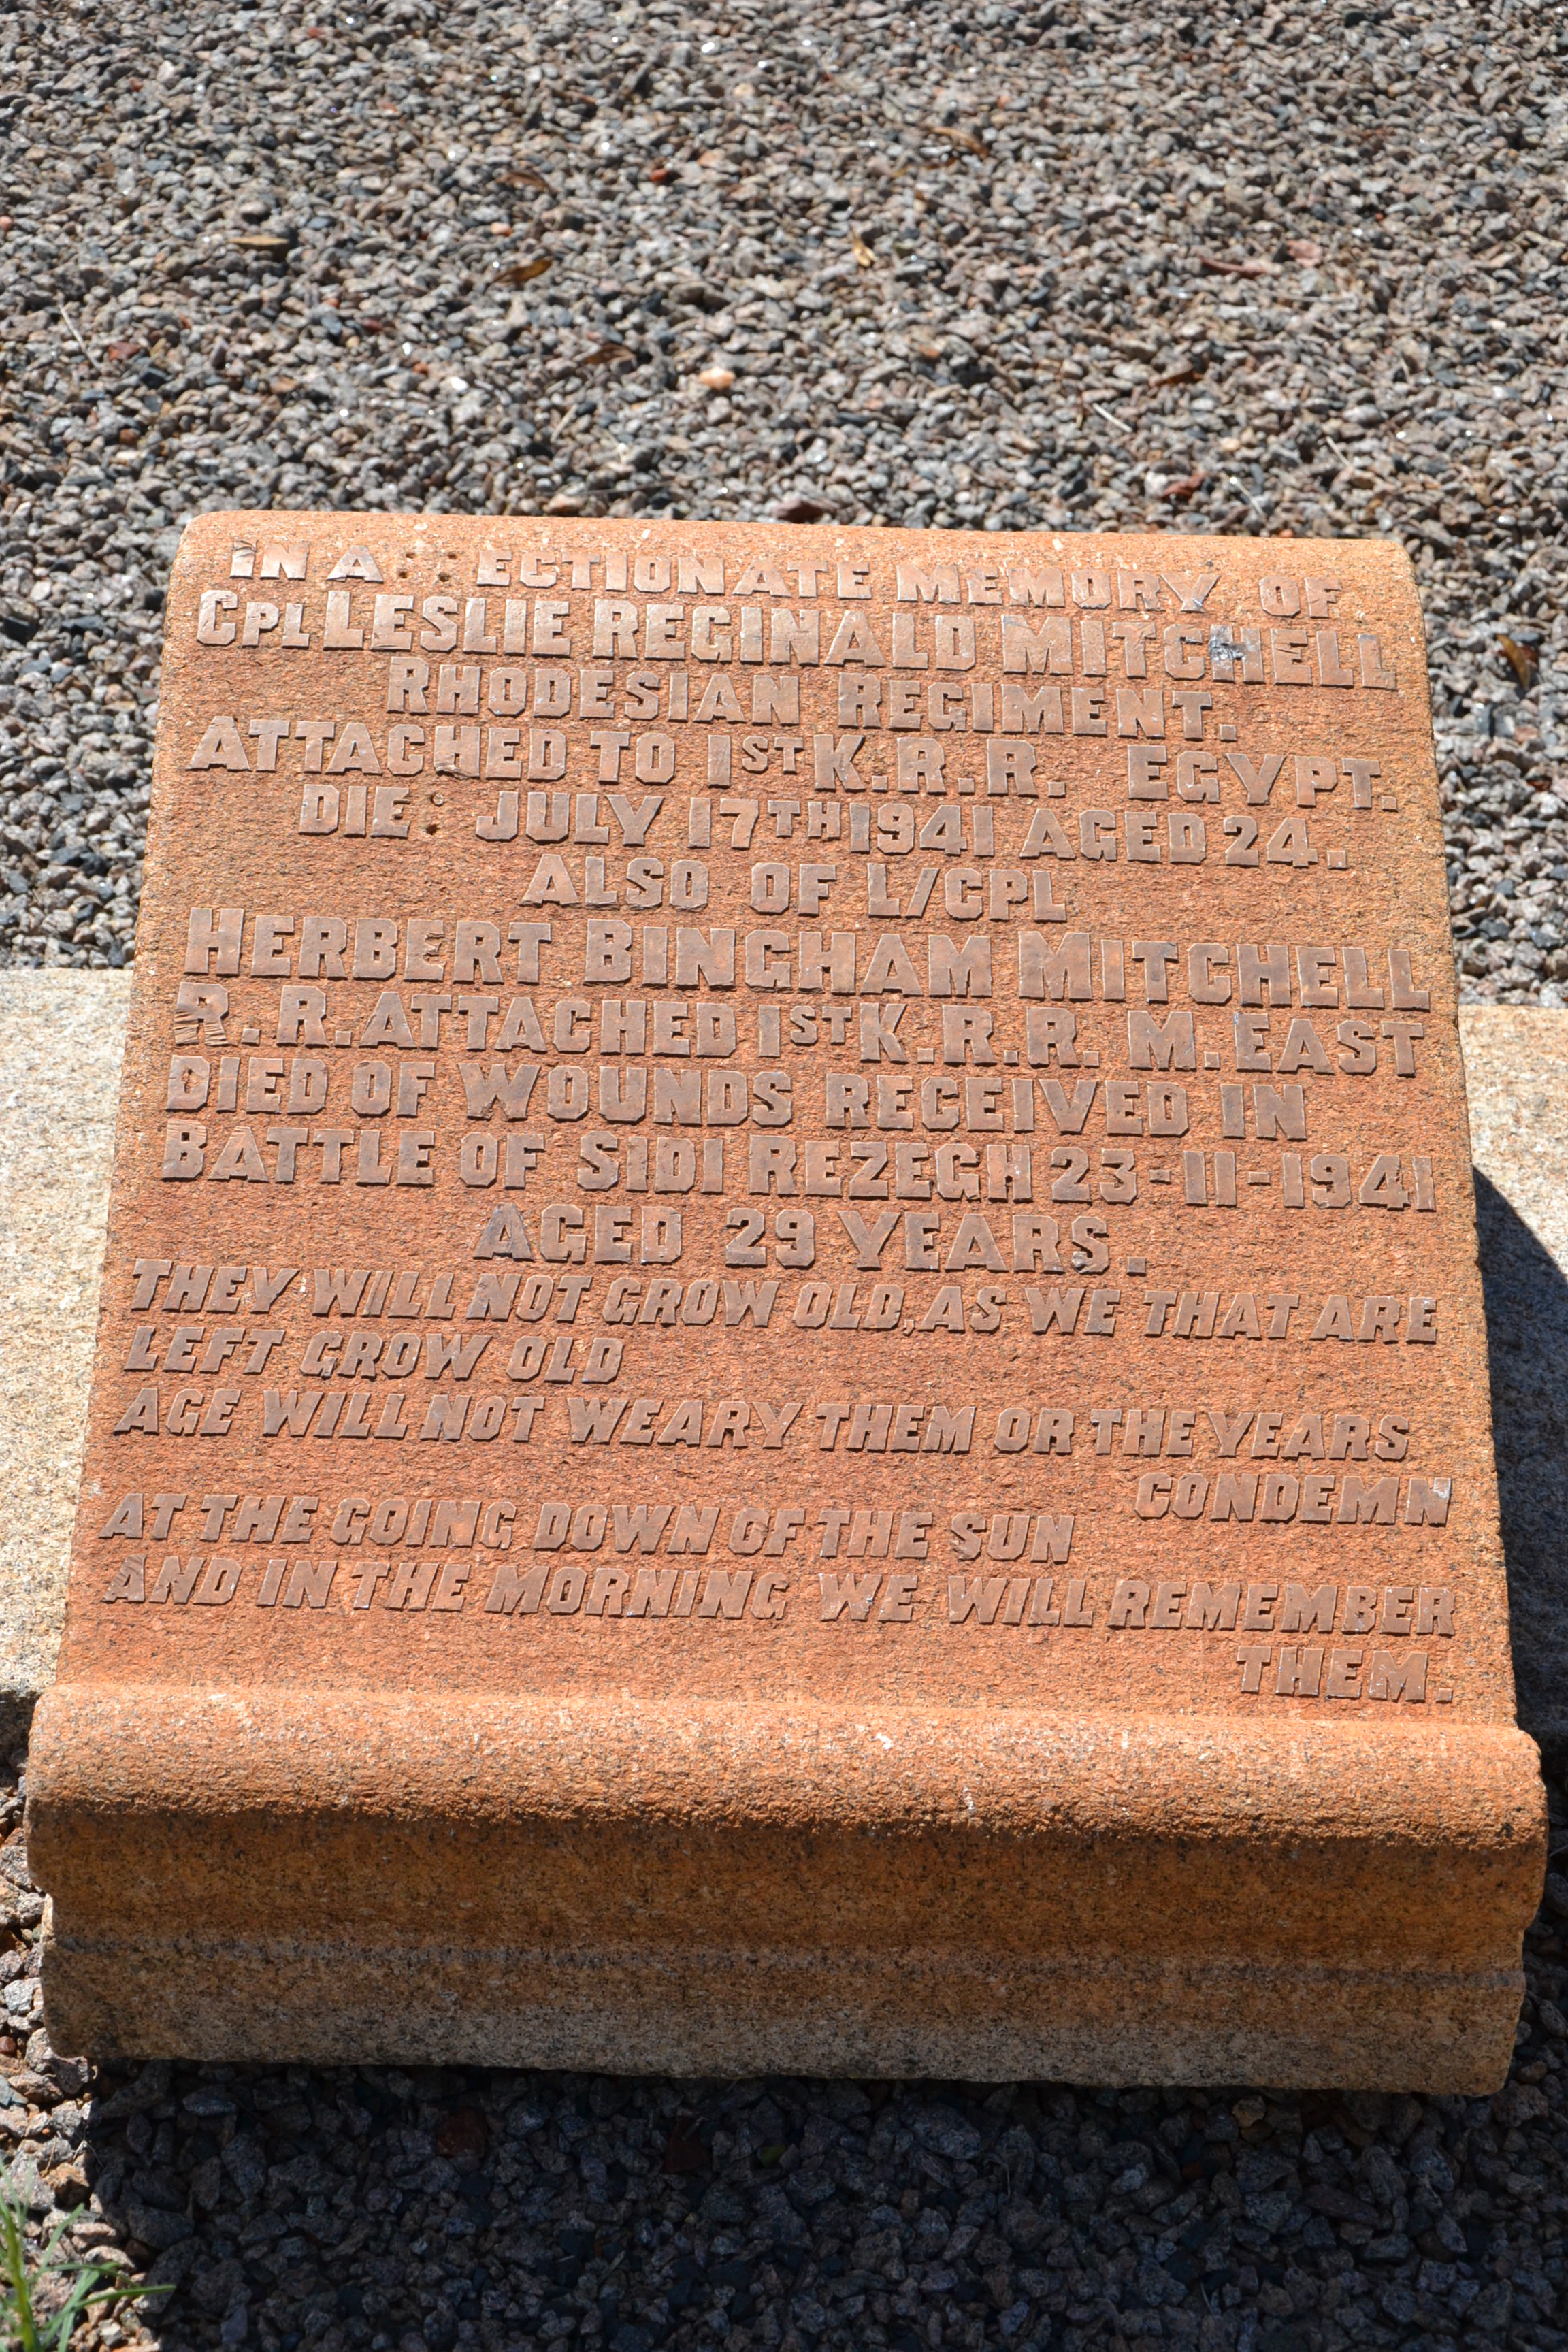 IN A ECTIONATE MEMORY OF
CPL LESLIE REGINALD MITCHELL
RHODESIAN REGIMENT.
ATTACHED TO 1ST K.R.R. EGYPT.
DIE JULY 17TH 1941 AGED 24.
ALSO OF L/CPL
HERBERT BINGHAM MITCHELL
R.R. ATTACHED 1ST K.R.R. M. EAST
DIED OF WOUNDS RECEIVED IN
BATTLE OF SIDI REZEGH 23-11-1941
AGED 29 YEARS.
THEY WILL NOT GROW OLD, AS WE THAT ARE
LEFT GROW OLD
AGE WILL NOT WEARY THEM OR THE YEARS
CONDEMN
AT THE GOING DOWN OF THE SUN
AND IN THE MORNING WE WILL REMEMBER
THEM.